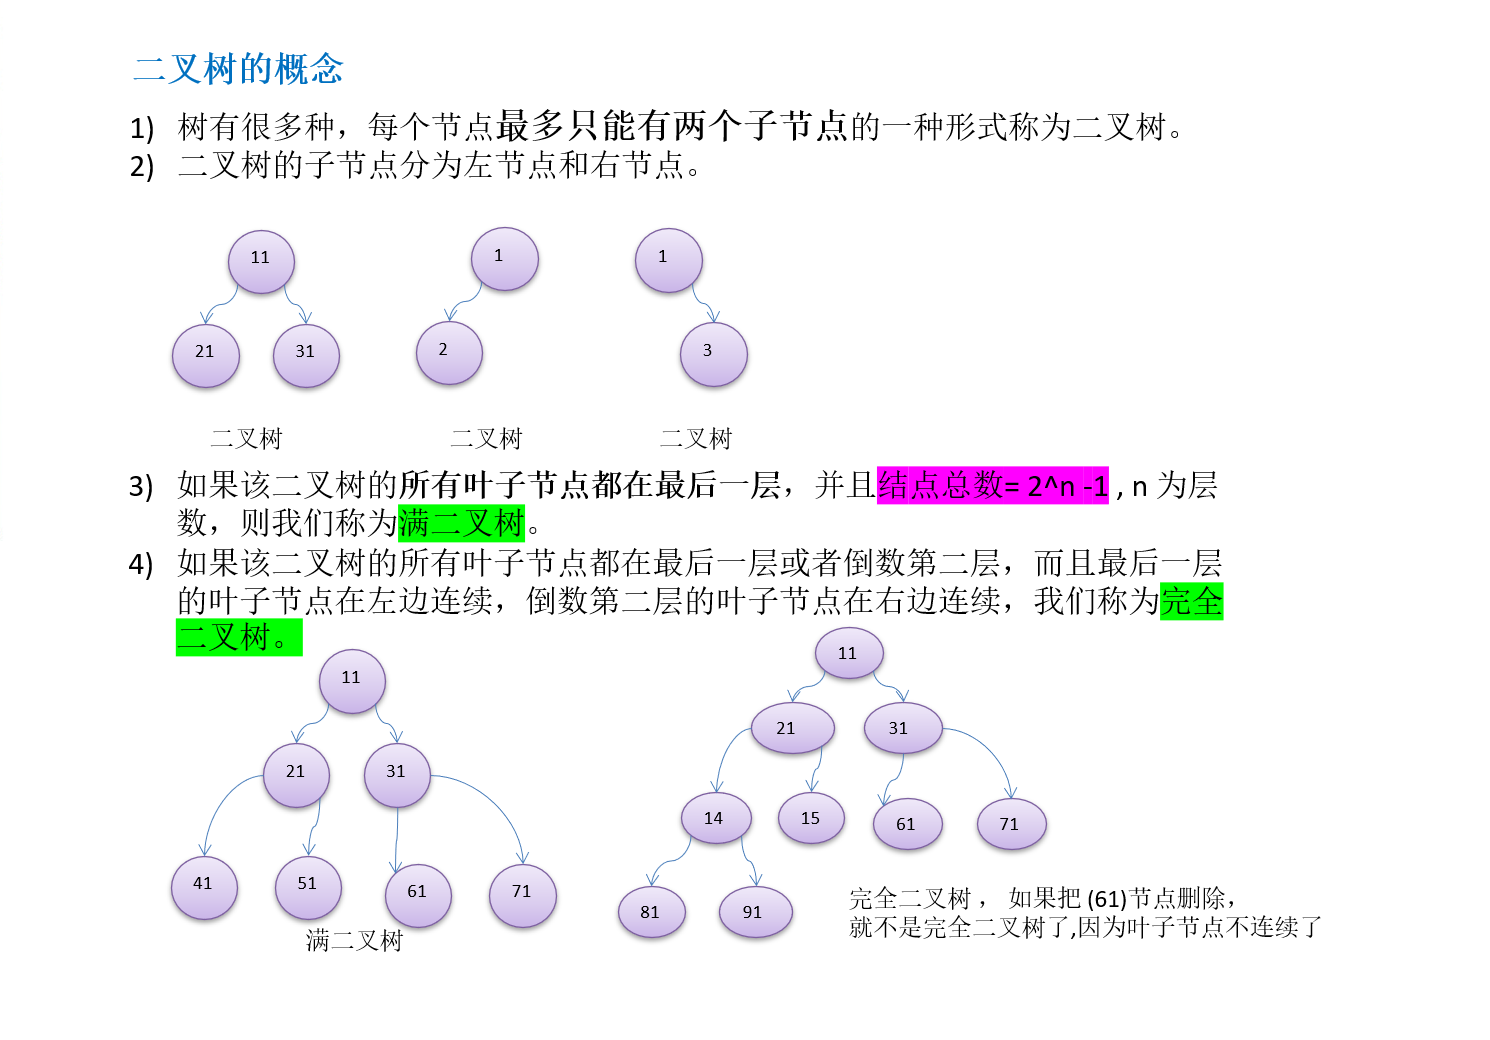 二叉树的概念
1) 树有很多种，每个节点最多只能有两个子节点的一种形式称为二叉树。
2) 二叉树的子节点分为左节点和右节点。
11
1
1
21
31
2
3
二叉树
二叉树
二叉树
3) 如果该二叉树的所有叶子节点都在最后一层，并且结点总数= 2^n -1 , n 为层
数，则我们称为满二叉树。
4) 如果该二叉树的所有叶子节点都在最后一层或者倒数第二层，而且最后一层
的叶子节点在左边连续，倒数第二层的叶子节点在右边连续，我们称为完全
二叉树。
11
21
31
41
51
61
71
满二叉树
11
21
31
14
15
61
71
81
91
完全二叉树， 如果把 (61)节点删除，
就不是完全二叉树了,因为叶子节点不连续了